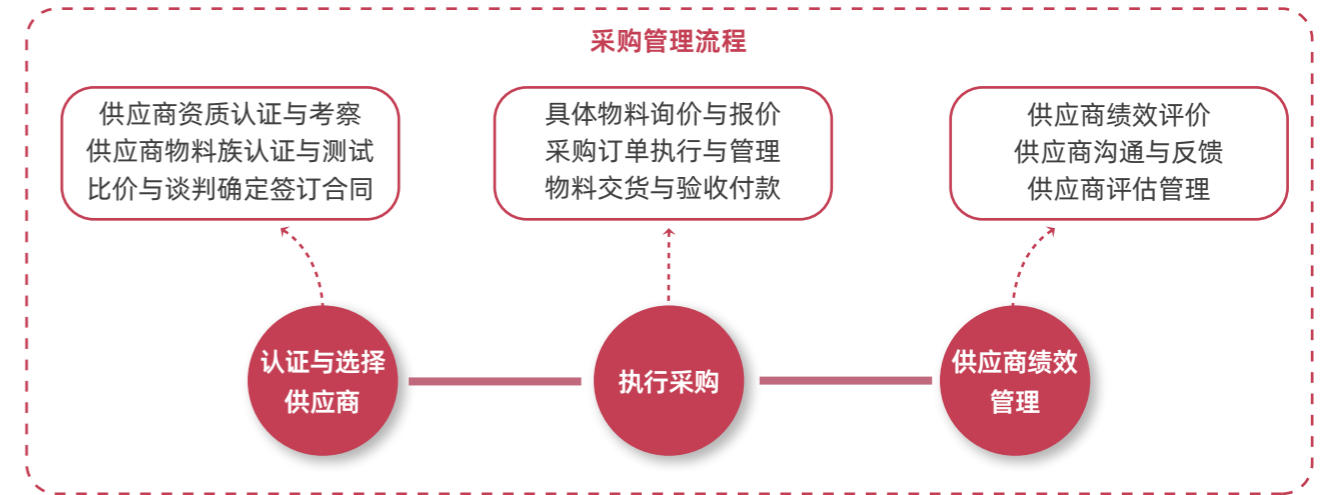 采购管理流程
供应商资质认证与考察
供应商物料族认证与测试
比价与谈判确定签订合同
具体物料询价与报价
采购订单执行与管理
物料交货与验收付款
供应商绩效评价
供应商沟通与反馈
供应商评估管理
认证与选择
供应商
执行采购
供应商绩效
管理